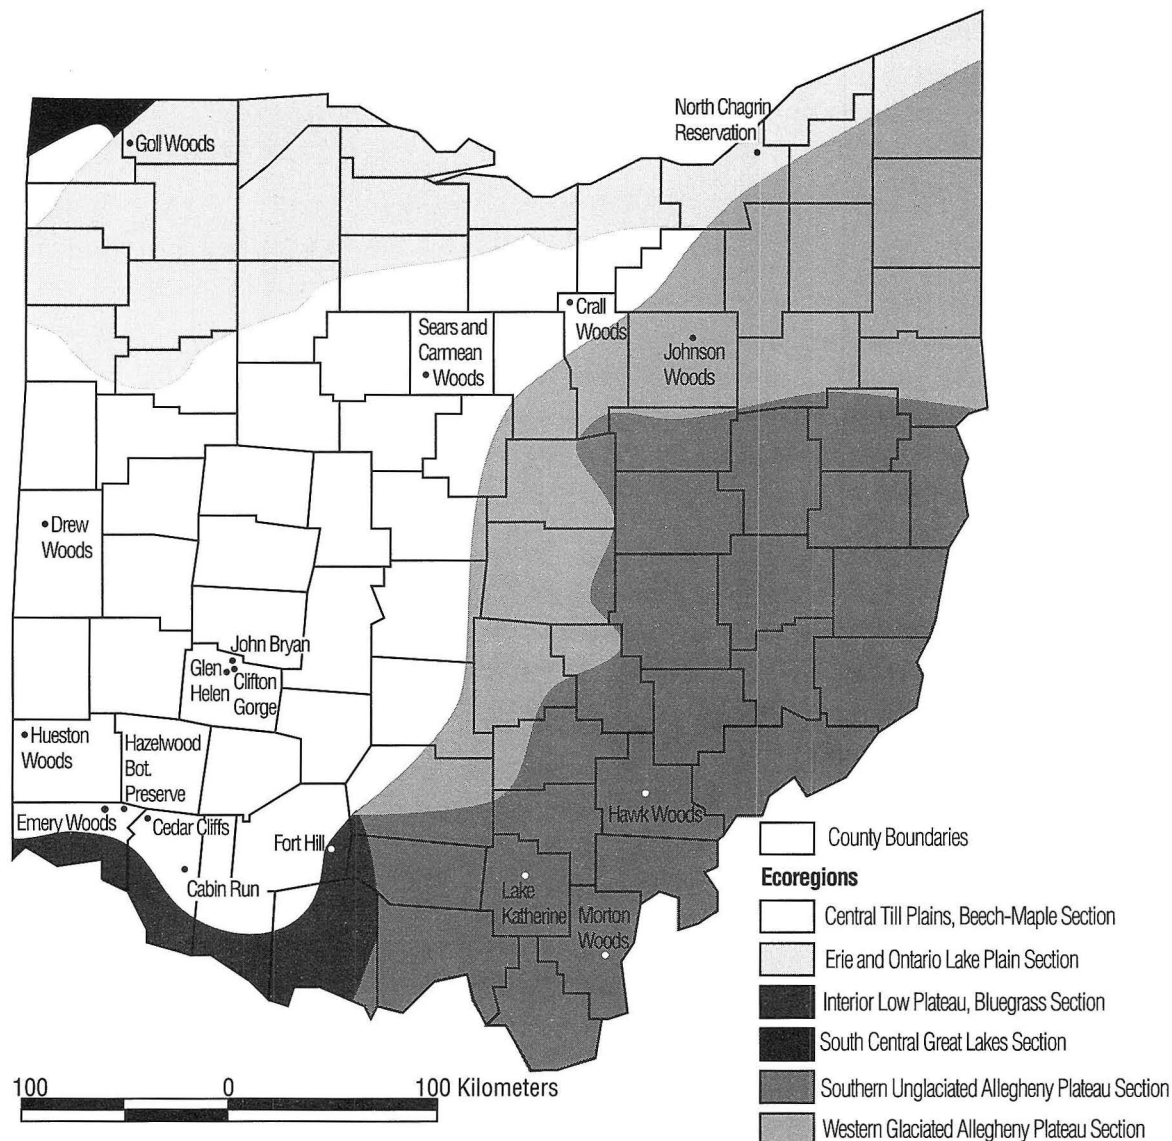 North Chagrin
Reservation
Goll Woods
Crall
Woods
Sears and
Carmean
Woods
Johnson
Woods
Drew
Woods
John Bryan
Glen
Helen
Clifton
Gorge
Hueston
Woods
Hazelwood
Bot.
Preserve
Emery Woods
Cedar Cliffs
Fort Hill
Cabin Run
Hawk Woods
Lake
Katherine
Morton
Woods
County Boundaries
Ecoregions
Central Till Plains, Beech-Maple Section
Erie and Ontario Lake Plain Section
Interior Low Plateau, Bluegrass Section
South Central Great Lakes Section
Southern Unglaciated Allegheny Plateau Section
Western Glaciated Allegheny Plateau Section
100 0 100 Kilometers